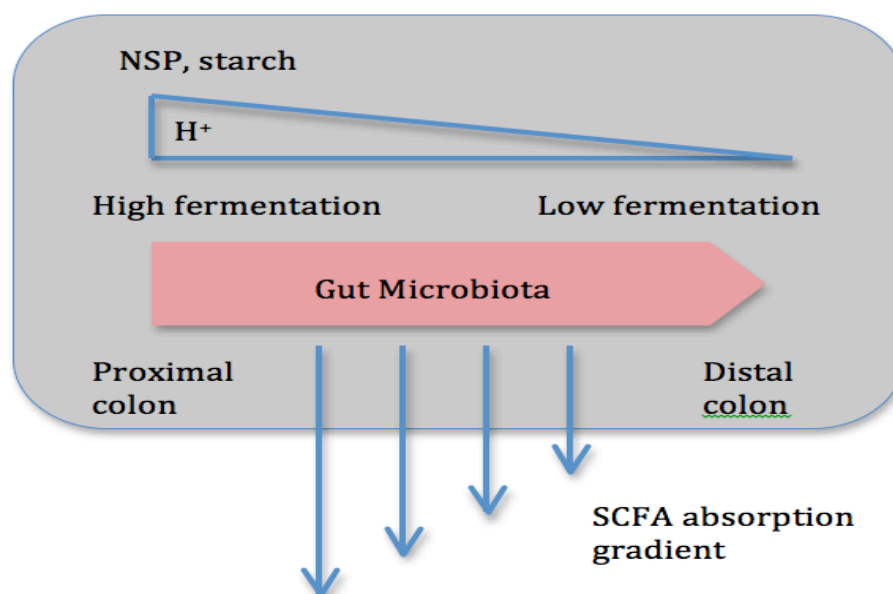 NSP, starch
H⁺
High fermentation
Low fermentation
Gut Microbiota
Proximal
colon
Distal
colon
SCFA absorption
gradient